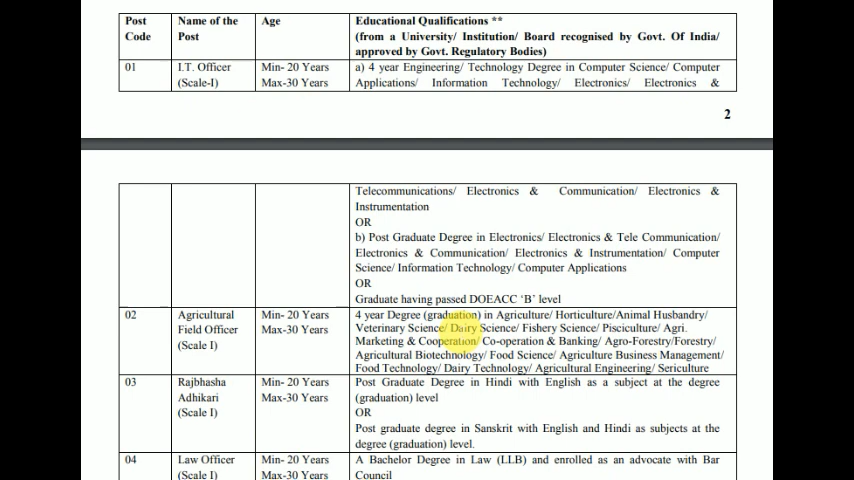 Post Code
Name of the Post
Age
Educational Qualifications **
(from a University/ Institution/ Board recognised by Govt. Of India/
approved by Govt. Regulatory Bodies)
01
I.T. Officer
(Scale-I)
Min- 20 Years
Max-30 Years
a) 4 year Engineering/ Technology Degree in Computer Science/ Computer
Applications/ Information Technology/ Electronics/ Electronics &
2
Telecommunications/ Electronics & Communication/ Electronics &
Instrumentation
OR
b) Post Graduate Degree in Electronics/ Electronics & Tele Communication/
Electronics & Communication/ Electronics & Instrumentation/ Computer
Science/ Information Technology/ Computer Applications
OR
Graduate having passed DOEACC ‘B’ level
02
Agricultural
Field Officer
(Scale I)
Min- 20 Years
Max-30 Years
4 year Degree (graduation) in Agriculture/ Horticulture/Animal Husbandry/
Veterinary Science/ Dairy Science/ Fishery Science/ Pisciculture/ Agri.
Marketing & Cooperation/ Co-operation & Banking/ Agro-Forestry/Forestry/
Agricultural Biotechnology/ Food Science/ Agriculture Business Management/
Food Technology/ Dairy Technology/ Agricultural Engineering/ Sericulture
03
Rajbhasha
Adhikari
(Scale I)
Min- 20 Years
Max-30 Years
Post Graduate Degree in Hindi with English as a subject at the degree
(graduation) level
OR
Post graduate degree in Sanskrit with English and Hindi as subjects at the
degree (graduation) level.
04
Law Officer
(Scale I)
Min- 20 Years
Max-30 Years
A Bachelor Degree in Law (LLB) and enrolled as an advocate with Bar
Council